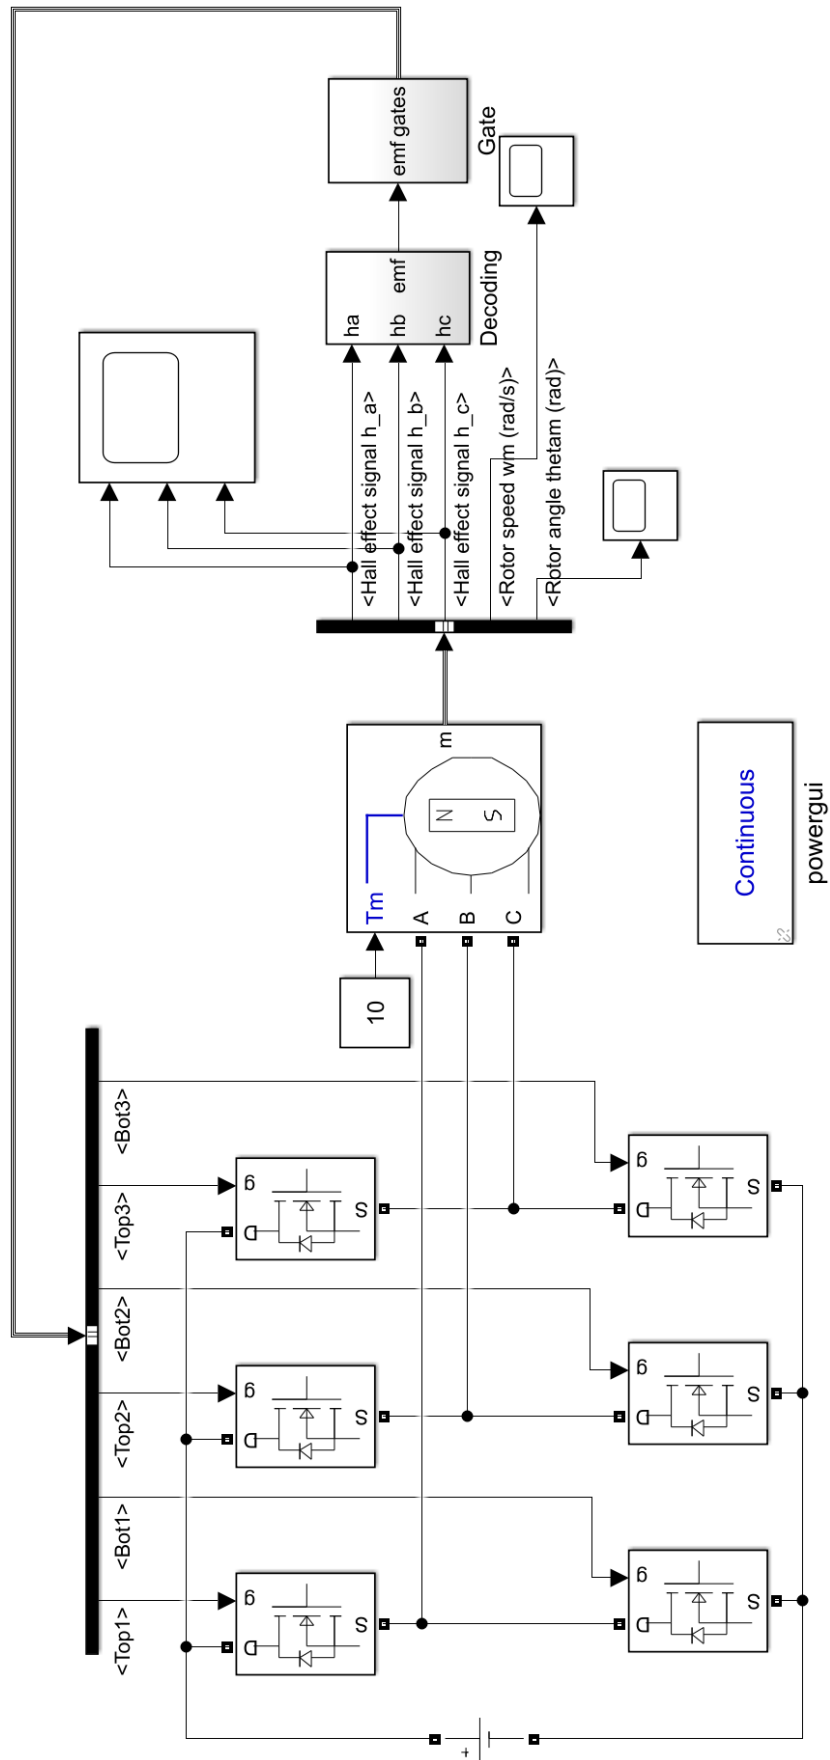 <Top1>
<Bot1>
<Top2>
<Bot2>
<Top3>
<Bot3>
g
D
S
g
D
S
g
D
S
g
D
S
g
D
S
g
D
S
+
10
Tm
A
B
C
N
S
m
<Hall effect signal h_a>
<Hall effect signal h_b>
<Hall effect signal h_c>
<Rotor speed wm (rad/s)>
<Rotor angle thetam (rad)>
ha
hb
hc
emf
Decoding
emf gates
Gate
Continuous
powergui